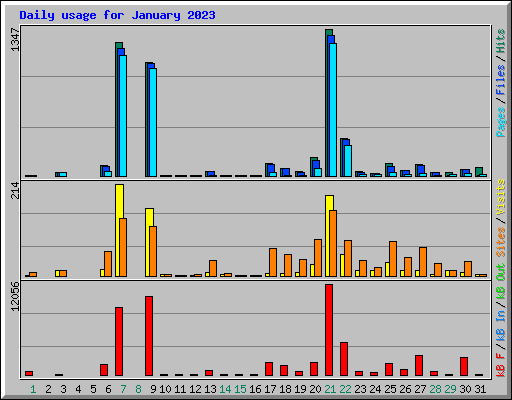 Daily usage for January 2023
1347
Pages / Files / Hits
214
Sites / Visits
12056
kB F / kB In / kB Out
1 2 3 4 5 6 7 8 9 10 11 12 13 14 15 16 17 18 19 20 21 22 23 24 25 26 27 28 29 30 31